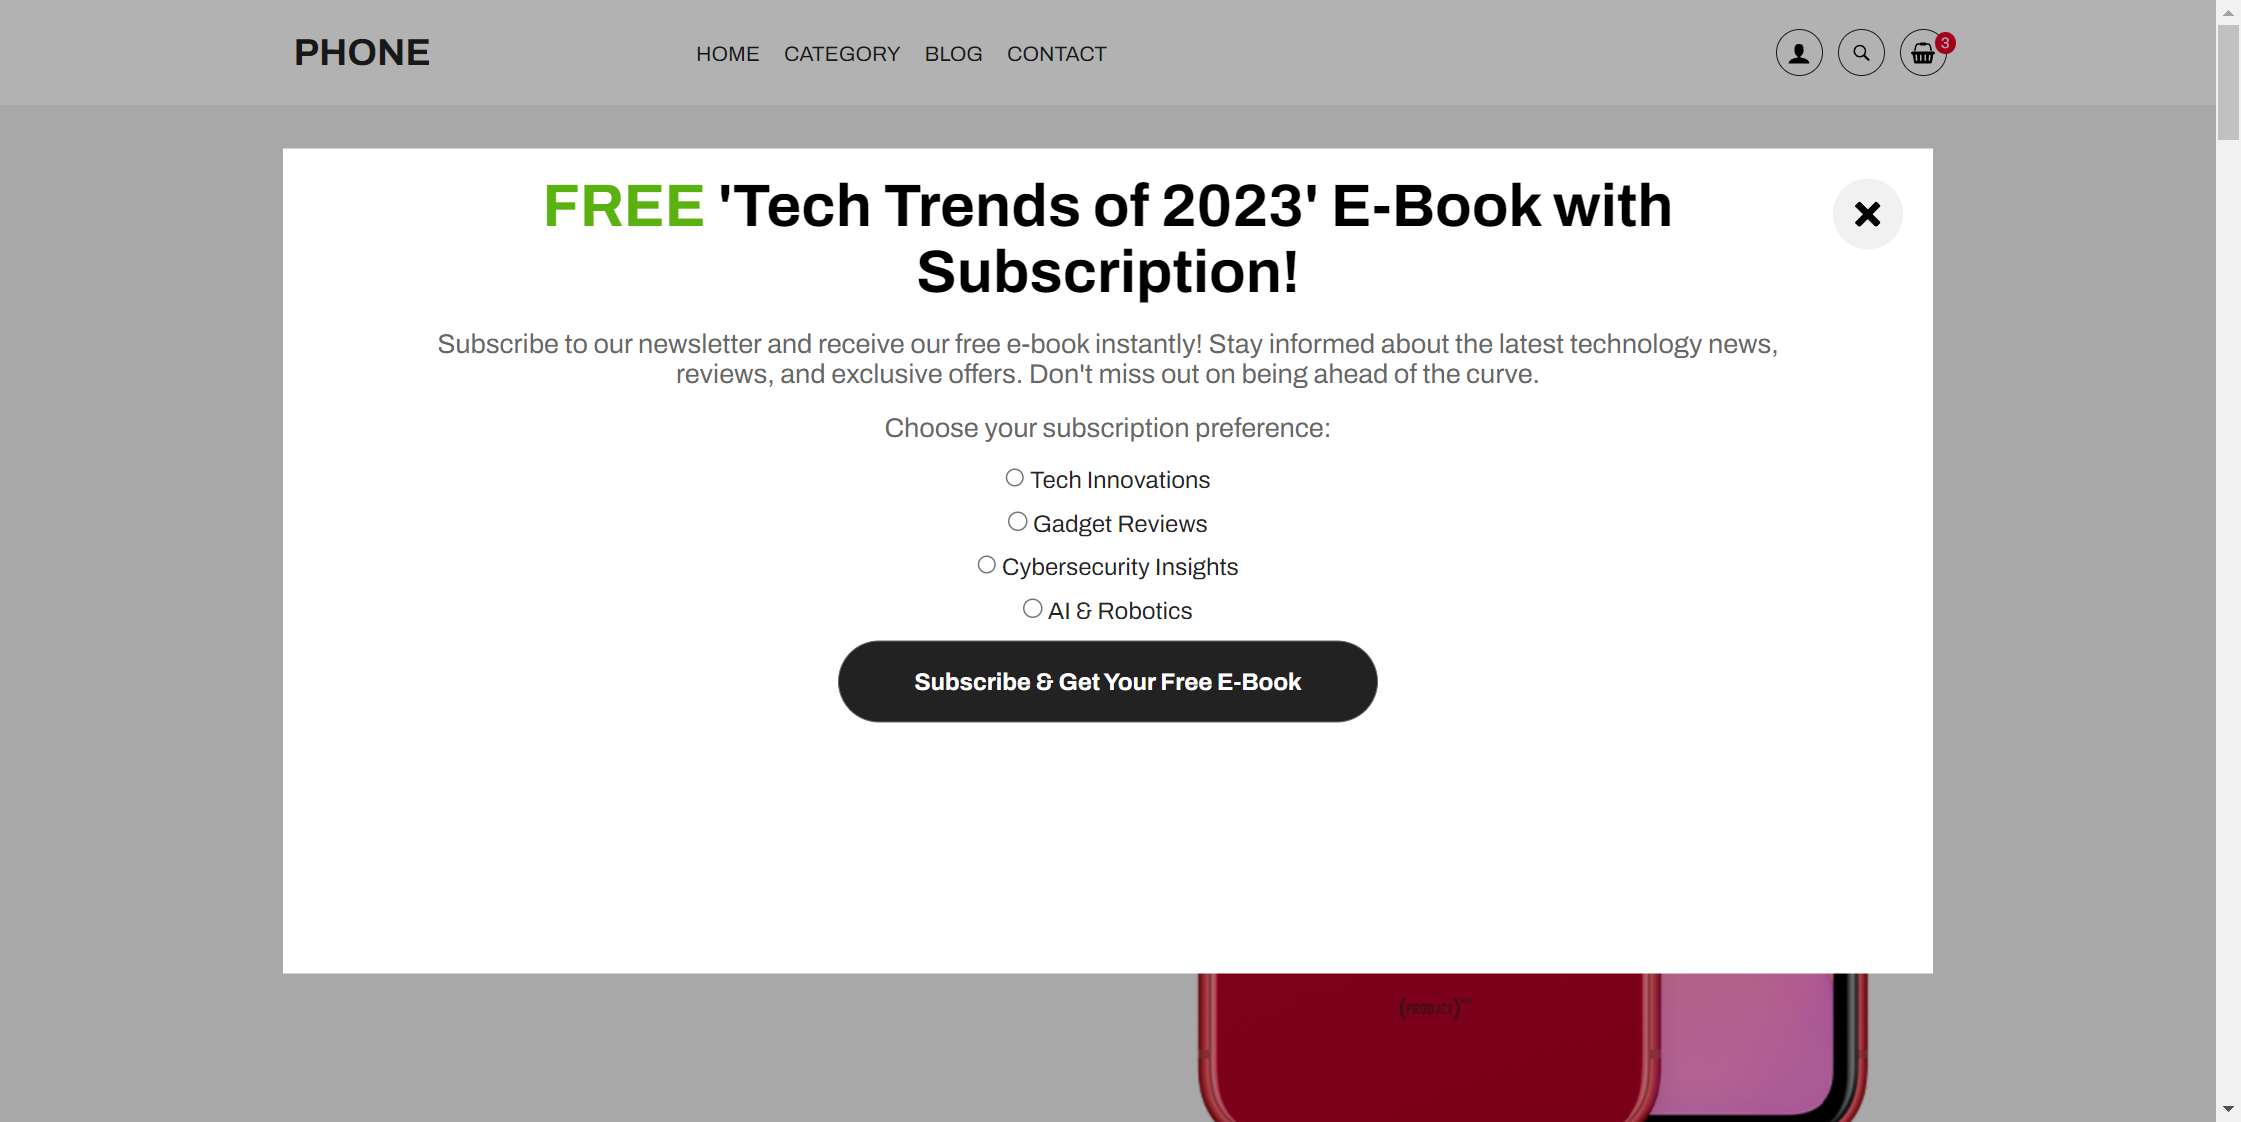 PHONE
HOME CATEGORY BLOG CONTACT
3
FREE 'Tech Trends of 2023' E-Book with
Subscription!
Subscribe to our newsletter and receive our free e-book instantly! Stay informed about the latest technology news,
reviews, and exclusive offers. Don't miss out on being ahead of the curve.
Choose your subscription preference:
Tech Innovations
Gadget Reviews
Cybersecurity Insights
AI & Robotics
Subscribe & Get Your Free E-Book
(PRODUCT)